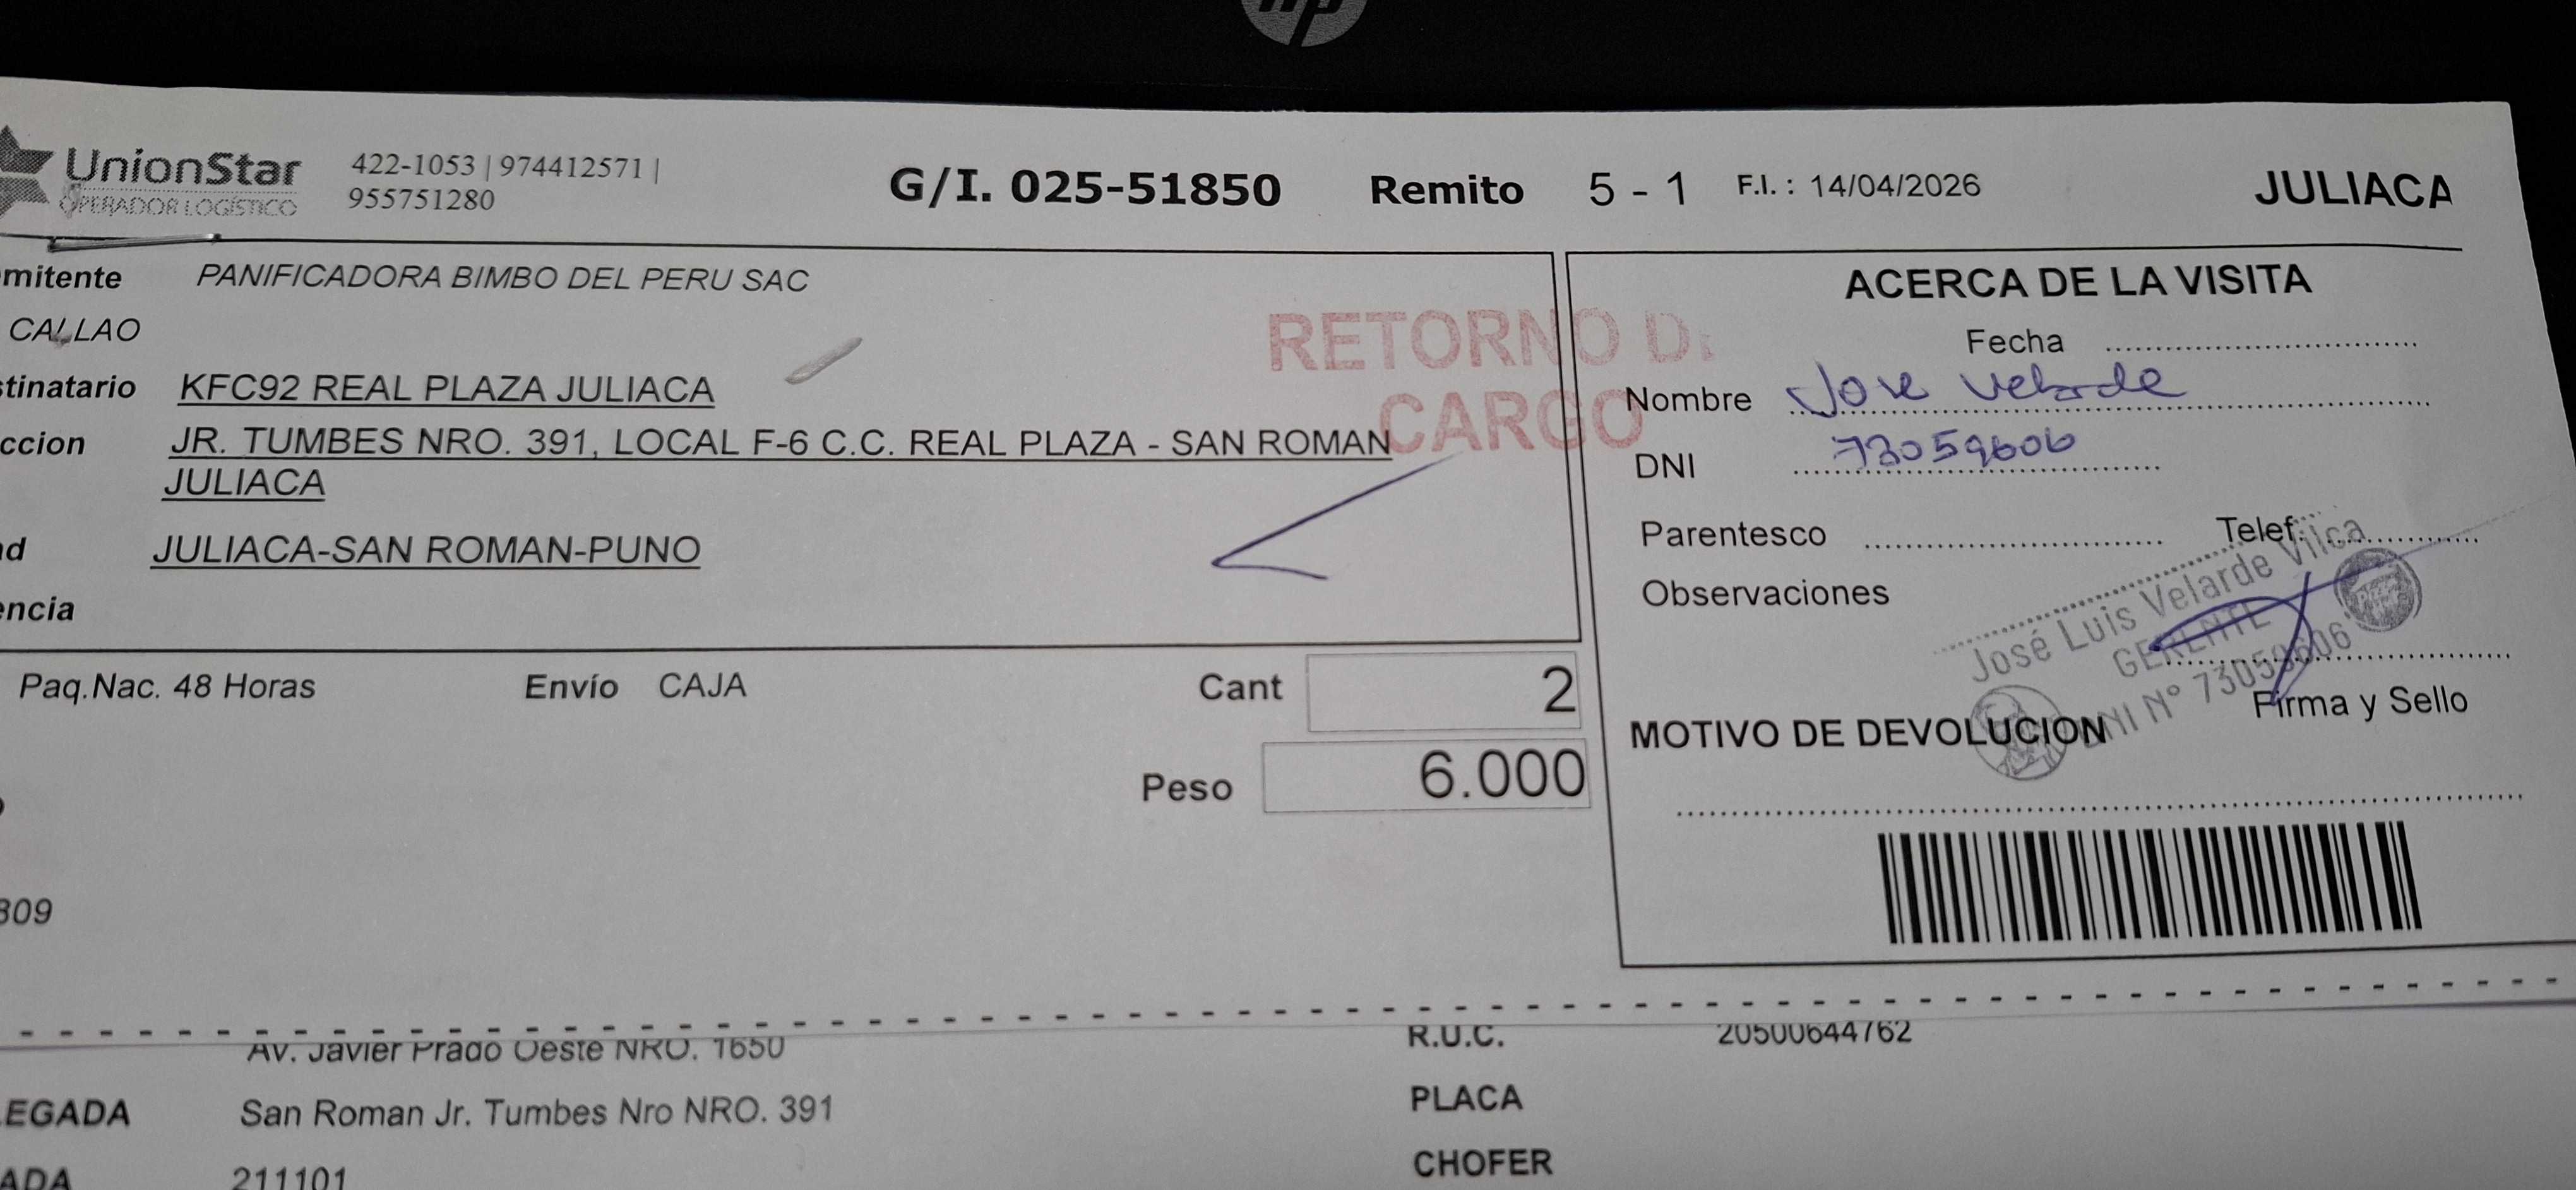 hp
UnionStar
OPERADOR LOGÍSTICO
422-1053 | 974412571 |
955751280
G/I. 025-51850 Remito 5 - 1 F.I. : 14/04/2026 JULIACA
mitente PANIFICADORA BIMBO DEL PERU SAC
CALLAO
RETORNO D
CARGO
tinatario KFC92 REAL PLAZA JULIACA
ccion JR. TUMBES NRO. 391, LOCAL F-6 C.C. REAL PLAZA - SAN ROMAN
JULIACA
d JULIACA-SAN ROMAN-PUNO
encia
Paq.Nac. 48 Horas Envío CAJA Cant 2
Peso 6.000
309
ACERCA DE LA VISITA
Fecha
Nombre Jose Velarde
DNI 73059606
Parentesco Telef.
Observaciones
José Luis Velarde Vilca
GERENTE
DNI N° 73059606
Firma y Sello
MOTIVO DE DEVOLUCION
Av. Javier Prado Oeste NRO. 1650 R.U.C. 20500644762
EGADA San Roman Jr. Tumbes Nro NRO. 391 PLACA
ADA 211101 CHOFER